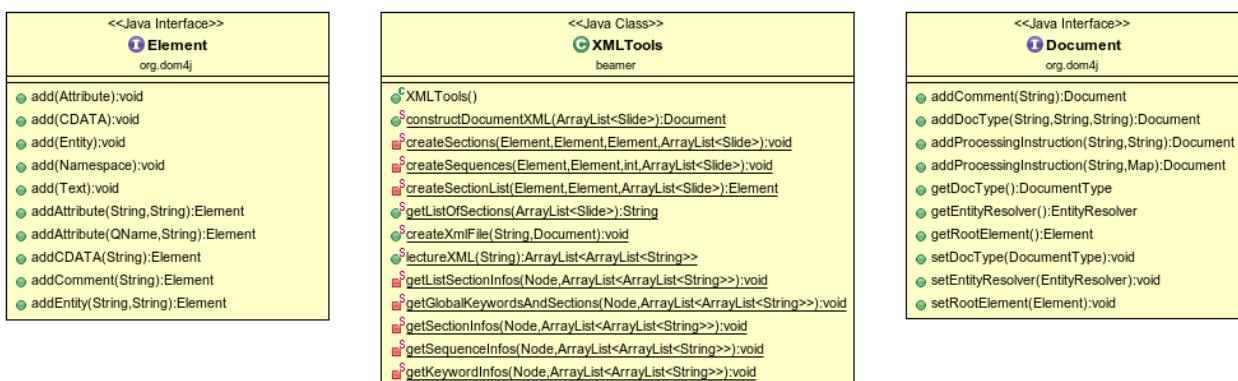 <<Java Interface>>
Element
org.dom4j
add(Attribute):void
add(CDATA):void
add(Entity):void
add(Namespace):void
add(Text):void
addAttribute(String,String):Element
addAttribute(QName,String):Element
addCDATA(String):Element
addComment(String):Element
addEntity(String,String):Element
<<Java Class>>
XMLTools
beamer
XMLTools()
constructDocumentXML(ArrayList<Slide>):Document
createSections(Element,Element,Element,ArrayList<Slide>):void
createSequences(Element,Element,int,ArrayList<Slide>):void
createSectionList(Element,Element,ArrayList<Slide>):Element
getListOfSections(ArrayList<Slide>):String
createXmlFile(String,Document):void
lectureXML(String):ArrayList<ArrayList<String>>
getListSectionInfos(Node,ArrayList<ArrayList<String>>):void
getGlobalKeywordsAndSections(Node,ArrayList<ArrayList<String>>):void
getSectionInfos(Node,ArrayList<ArrayList<String>>):void
getSequenceInfos(Node,ArrayList<ArrayList<String>>):void
getKeywordInfos(Node,ArrayList<ArrayList<String>>):void
<<Java Interface>>
Document
org.dom4j
addComment(String):Document
addDocType(String,String,String):Document
addProcessingInstruction(String,String):Document
addProcessingInstruction(String,Map):Document
getDocType():DocumentType
getEntityResolver():EntityResolver
getRootElement():Element
setDocType(DocumentType):void
setEntityResolver(EntityResolver):void
setRootElement(Element):void